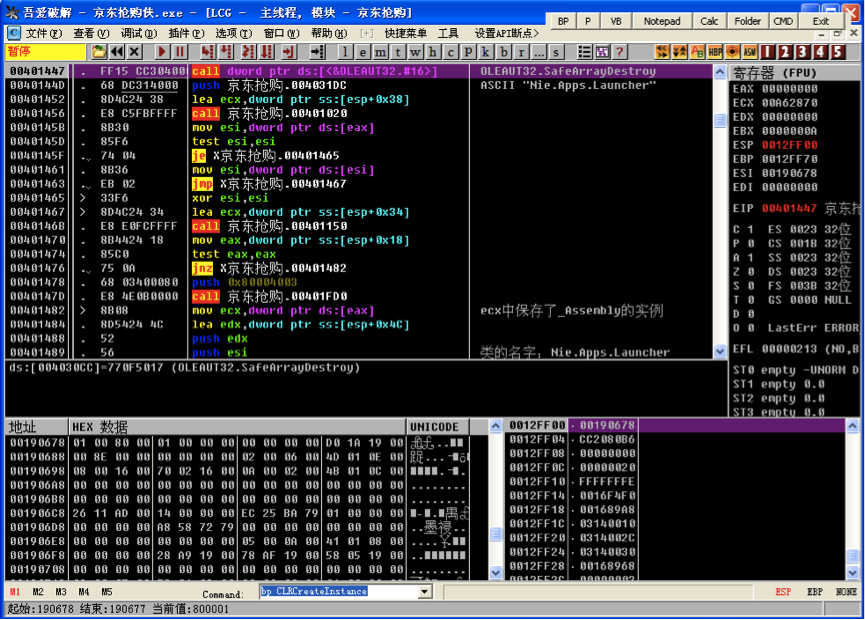 吾爱破解 - 京东抢购快.exe - [LCG - 主线程, 模块 - 京东抢购]
BP P VB Notepad Calc Folder CMD Exit
文件(F) 查看(V) 调试(D) 插件(P) 选项(T) 窗口(W) 帮助(H) [+] 快捷菜单 工具 设置API断点>
暂停 l e m t w h c p k b r ... s
00401447 . FF15 CC30400 call dword ptr ds:[<&OLEAUT32.#16>] OLEAUT32.SafeArrayDestroy
0040144D . 68 DC314000 push 京东抢购.004031DC ASCII "Nie.Apps.Launcher"
00401452 . 8D4C24 38 lea ecx,dword ptr ss:[esp+0x38]
00401456 . E8 C5FBFFFF call 京东抢购.00401020
0040145B . 8B30 mov esi,dword ptr ds:[eax]
0040145D . 85F6 test esi,esi
0040145F . 74 04 je X京东抢购.00401465
00401461 . 8B36 mov esi,dword ptr ds:[esi]
00401463 . EB 02 jmp X京东抢购.00401467
00401465 > 33F6 xor esi,esi
00401467 > 8D4C24 34 lea ecx,dword ptr ss:[esp+0x34]
0040146B . E8 E0FCFFFF call 京东抢购.00401150
00401470 . 8B4424 18 mov eax,dword ptr ss:[esp+0x18]
00401474 . 85C0 test eax,eax
00401476 . 75 0A jnz X京东抢购.00401482
00401478 . 68 03400080 push 0x80004003
0040147D . E8 4E0B0000 call 京东抢购.00401FD0
00401482 > 8B08 mov ecx,dword ptr ds:[eax] ecx中保存了_Assembly的实例
00401484 . 8D5424 4C lea edx,dword ptr ss:[esp+0x4C]
00401488 . 52 push edx
00401489 . 56 push esi 类的名字: Nie.Apps.Launcher
寄存器 (FPU)
EAX 00000000
ECX 00A62870
EDX 00000000
EBX 0000000A
ESP 0012FF00
EBP 0012FF70
ESI 00190678
EDI 00000000
EIP 00401447 京东抢
C 1 ES 0023 32位
P 0 CS 001B 32位
A 1 SS 0023 32位
Z 0 DS 0023 32位
S 0 FS 003B 32位
T 0 GS 0000 NULL
D 0
O 0 LastErr ERROR
EFL 00000213 (NO,B
ST0 empty -UNORM D
ST1 empty 0.0
ST2 empty 0.0
ST3 empty 0.0
ds:[004030CC]=770F5017 (OLEAUT32.SafeArrayDestroy)
地址 HEX 数据 UNICODE
00190678 01 00 80 00 01 00 00 00 00 00 00 00 D0 1A 19 00
00190688 00 8E 00 00 00 00 00 00 02 00 06 00 4D 01 0E 00
00190698 08 00 16 00 70 02 16 00 0A 00 02 00 4B 01 0C 00
001906A8 00 00 00 00 00 00 00 00 00 00 00 00 00 00 00 00
001906B8 00 00 00 00 00 00 00 00 00 00 00 00 00 00 00 00
001906C8 26 11 AD 00 14 00 00 00 EC 25 BA 79 01 00 00 00
001906D8 00 00 00 00 A8 58 72 79 00 00 00 00 00 00 00 00
001906E8 00 00 00 00 00 00 00 00 05 00 0A 00 41 01 08 00
001906F8 00 00 00 00 28 A9 19 00 78 AF 19 00 58 05 19 00
00190708 00 00 00 00 00 00 00 00 00 00 00 00 00 00 00 00
0012FF00 00190678
0012FF04 CC2080B6
0012FF08 00000000
0012FF0C 00000020
0012FF10 FFFFFFFE
0012FF14 0016F4F0
0012FF18 001689A8
0012FF1C 03140010
0012FF20 0314002C
0012FF24 03140030
0012FF28 00168968
M1 M2 M3 M4 M5 Command: bp CLRCreateInstance ESP EBP NONE
起始:190678 结束:190677 当前值:800001